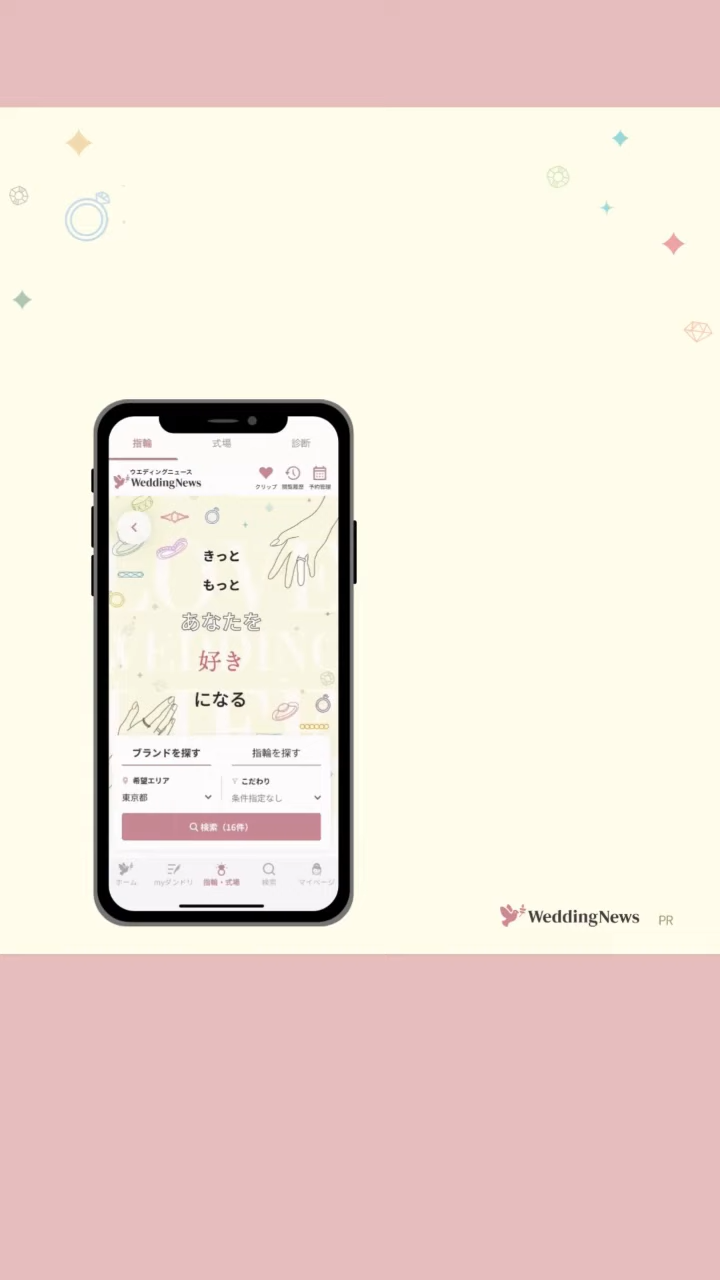 指輪
式場
診断
ウエディングニュース
WeddingNews
クリップ
閲覧履歴
予約管理
きっと
もっと
あなたを
好き
になる
ブランドを探す
指輪を探す
希望エリア
こだわり
東京都
条件指定なし
検索（16件）
ホーム
myダンドリ
指輪・式場
検索
マイページ
WeddingNews
PR